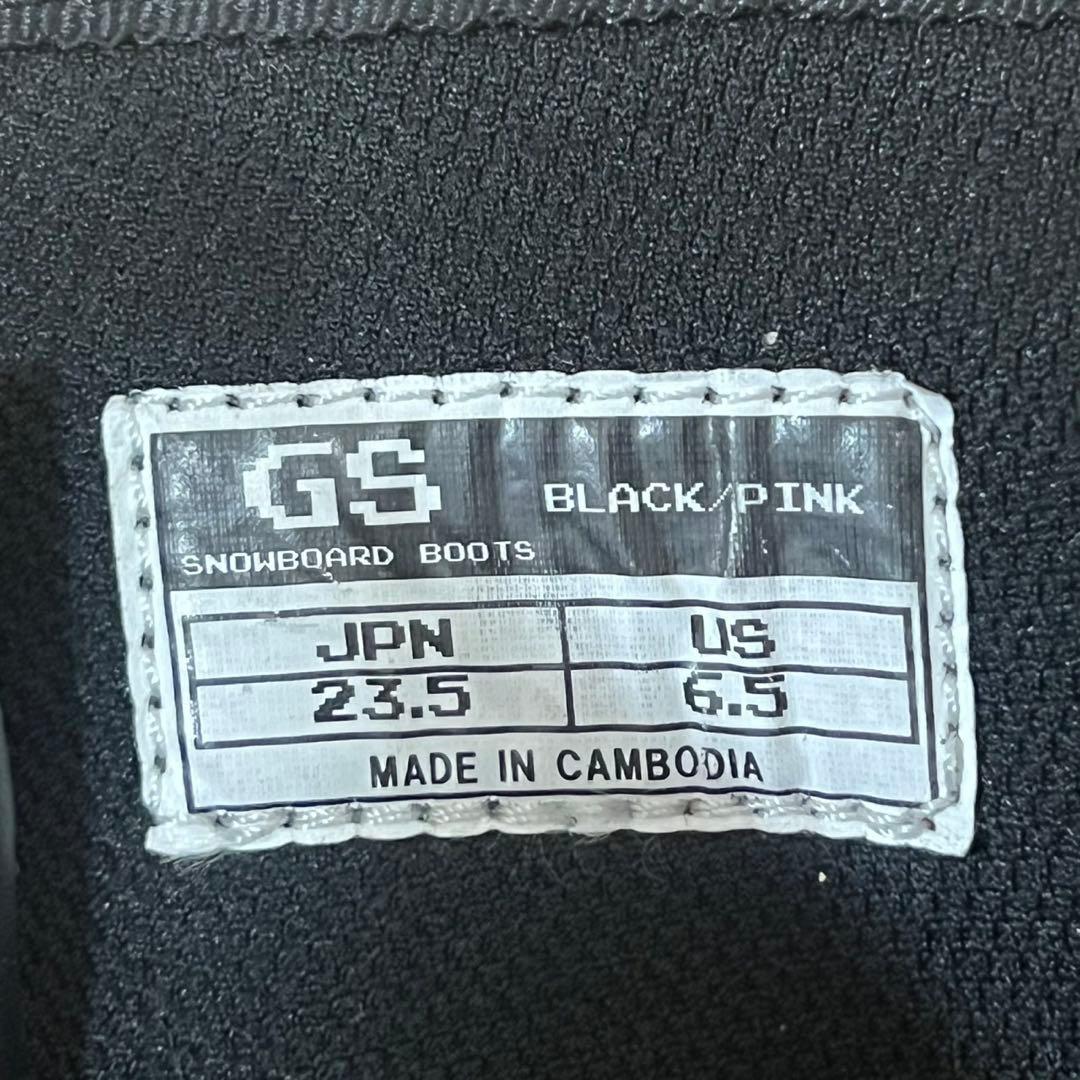 GS
BLACK/PINK
SNOWBOARD BOOTS
JPN US
23.5 6.5
MADE IN CAMBODIA